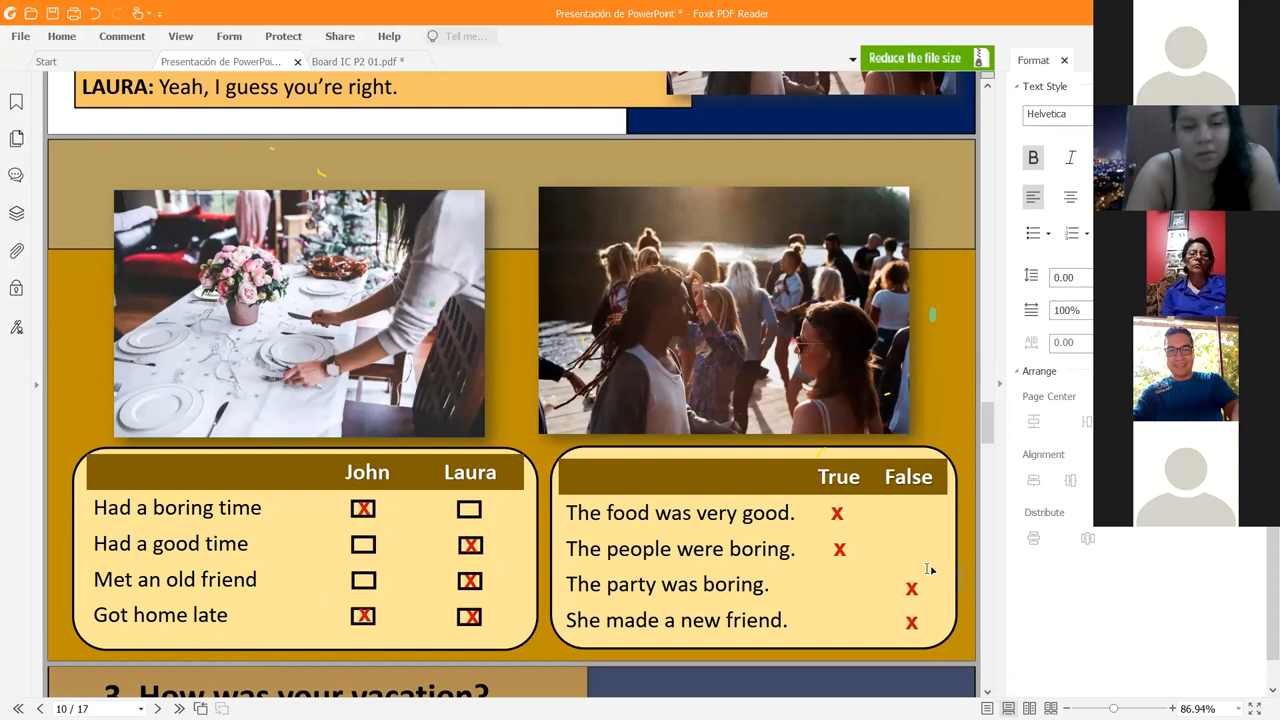 Presentación de PowerPoint * - Foxit PDF Reader
File Home Comment View Form Protect Share Help Tell me...
Start Presentación de PowerPoi... Board IC P2 01.pdf *
Reduce the file size
LAURA: Yeah, I guess you're right.
John Laura
Had a boring time X
Had a good time X
Met an old friend X
Got home late X X
True False
The food was very good. X
The people were boring. X
The party was boring. X
She made a new friend. X
3. How was your vacation?
10 / 17
86.94%
Format
Text Style
Helvetica
B I
0.00
100%
0.00
Arrange
Page Center
Alignment
Distribute